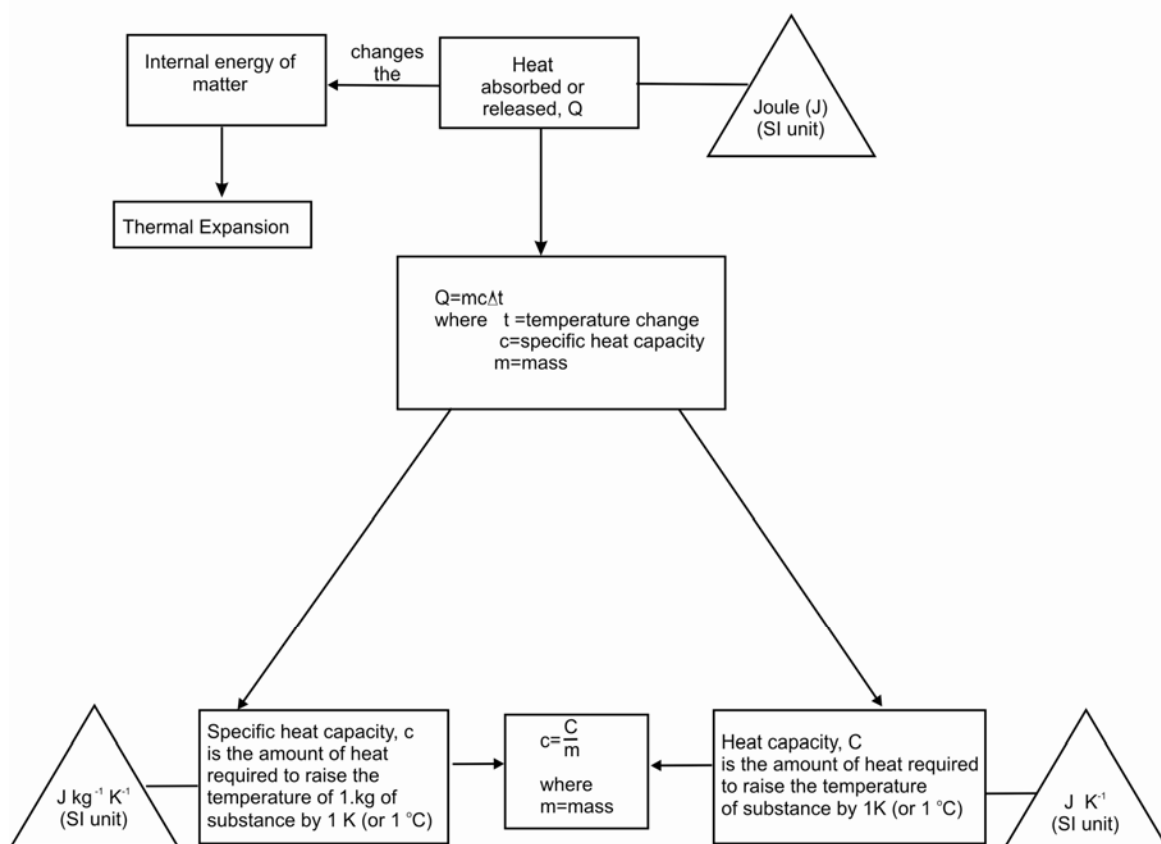 Internal energy of
matter
changes
the
Heat
absorbed or
released, Q
Joule (J)
(SI unit)
Thermal Expansion
Q=mcΔt
where t =temperature change
c=specific heat capacity
m=mass
Specific heat capacity, c
is the amount of heat
required to raise the
temperature of 1.kg of
substance by 1 K (or 1 °C)
J kg⁻¹ K⁻¹
(SI unit)
c=C/m
where
m=mass
Heat capacity, C
is the amount of heat required
to raise the temperature
of substance by 1K (or 1 °C)
J K⁻¹
(SI unit)